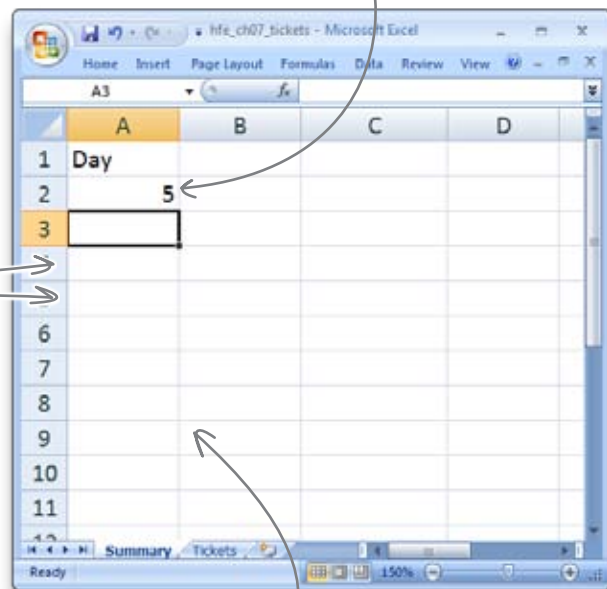 hfe_ch07_tickets - Microsoft Excel
Home Insert Page Layout Formulas Data Review View
A3 fx
A B C D
1 Day
2 5
3
6
7
8
9
10
11
Summary Tickets
Ready 150%